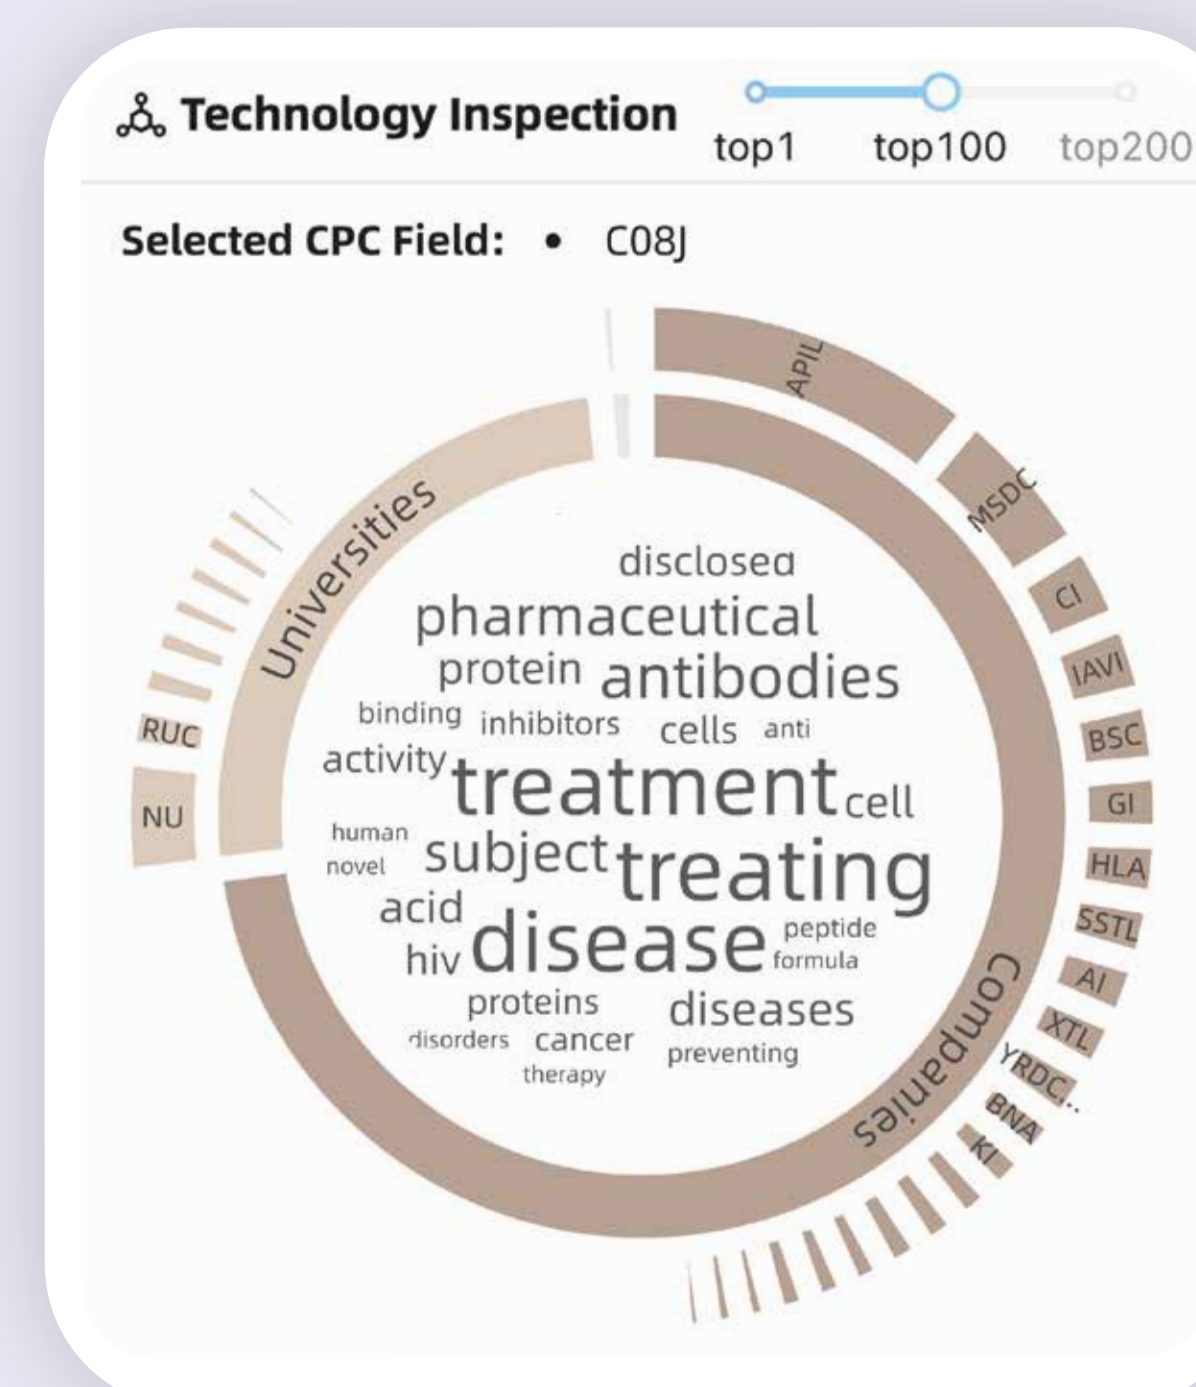 Technology Inspection
top1 top100 top200
Selected CPC Field: • C08J
APIL
MSDC
CI
IAVI
BSC
GI
HLA
SSTL
AI
XTL
YRDC...
BNA
KI
Companies
Universities
RUC
NU
disclosed
pharmaceutical
protein antibodies
binding inhibitors cells anti
activity treatment cell
human subject treating
novel
acid
hiv disease peptide
formula
proteins diseases
disorders cancer preventing
therapy